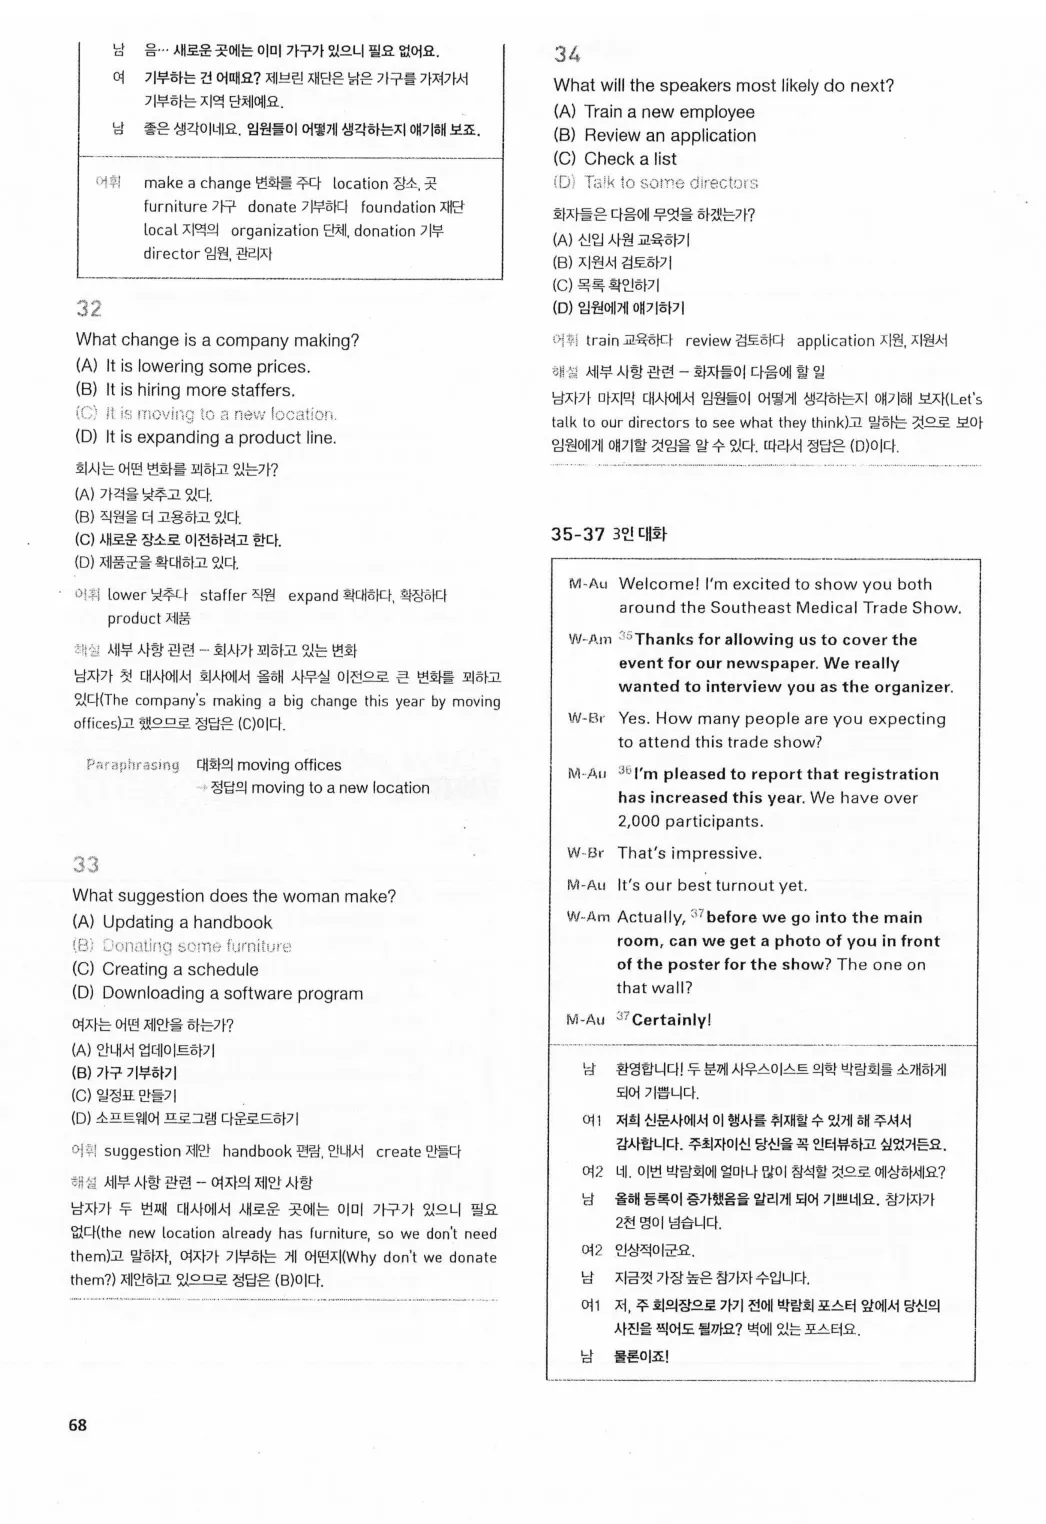 남 음… 새로운 곳에는 이미 가구가 있으니 필요 없어요.
여 기부하는 건 어때요? 제브린 재단은 낡은 가구를 가져가서
기부하는 지역 단체예요.
남 좋은 생각이네요. 임원들이 어떻게 생각하는지 얘기해 보죠.
어휘 make a change 변화를 주다 location 장소, 곳
furniture 가구 donate 기부하다 foundation 재단
local 지역의 organization 단체, donation 기부
director 임원, 관리자
32
What change is a company making?
(A) It is lowering some prices.
(B) It is hiring more staffers.
(C) It is moving to a new location.
(D) It is expanding a product line.
회사는 어떤 변화를 꾀하고 있는가?
(A) 가격을 낮추고 있다.
(B) 직원을 더 고용하고 있다.
(C) 새로운 장소로 이전하려고 한다.
(D) 제품군을 확대하고 있다.
어휘 lower 낮추다 staffer 직원 expand 확대하다, 확장하다
product 제품
해설 세부 사항 관련 – 회사가 꾀하고 있는 변화
남자가 첫 대사에서 회사에서 올해 사무실 이전으로 큰 변화를 꾀하고
있다(The company's making a big change this year by moving
offices)고 했으므로 정답은 (C)이다.
Paraphrasing 대화의 moving offices
→ 정답의 moving to a new location
33
What suggestion does the woman make?
(A) Updating a handbook
(B) Donating some furniture
(C) Creating a schedule
(D) Downloading a software program
여자는 어떤 제안을 하는가?
(A) 안내서 업데이트하기
(B) 가구 기부하기
(C) 일정표 만들기
(D) 소프트웨어 프로그램 다운로드하기
어휘 suggestion 제안 handbook 편람, 안내서 create 만들다
해설 세부 사항 관련 – 여자의 제안 사항
남자가 두 번째 대사에서 새로운 곳에는 이미 가구가 있으니 필요
없다(the new location already has furniture, so we don't need
them)고 말하자, 여자가 기부하는 게 어떤지(Why don't we donate
them?) 제안하고 있으므로 정답은 (B)이다.
34
What will the speakers most likely do next?
(A) Train a new employee
(B) Review an application
(C) Check a list
(D) Talk to some directors
화자들은 다음에 무엇을 하겠는가?
(A) 신입 사원 교육하기
(B) 지원서 검토하기
(C) 목록 확인하기
(D) 임원에게 얘기하기
어휘 train 교육하다 review 검토하다 application 지원, 지원서
해설 세부 사항 관련 – 화자들이 다음에 할 일
남자가 마지막 대사에서 임원들이 어떻게 생각하는지 얘기해 보자(Let's
talk to our directors to see what they think)고 말하는 것으로 보아
임원에게 얘기할 것임을 알 수 있다. 따라서 정답은 (D)이다.
35-37 3인 대화
M-Au Welcome! I'm excited to show you both
around the Southeast Medical Trade Show.
W-Am 35Thanks for allowing us to cover the
event for our newspaper. We really
wanted to interview you as the organizer.
W-Br Yes. How many people are you expecting
to attend this trade show?
M-Au 36I'm pleased to report that registration
has increased this year. We have over
2,000 participants.
W-Br That's impressive.
M-Au It's our best turnout yet.
W-Am Actually, 37before we go into the main
room, can we get a photo of you in front
of the poster for the show? The one on
that wall?
M-Au 37Certainly!
남 환영합니다! 두 분께 사우스이스트 의학 박람회를 소개하게
되어 기쁩니다.
여1 저희 신문사에서 이 행사를 취재할 수 있게 해 주셔서
감사합니다. 주최자이신 당신을 꼭 인터뷰하고 싶었거든요.
여2 네. 이번 박람회에 얼마나 많이 참석할 것으로 예상하세요?
남 올해 등록이 증가했음을 알리게 되어 기쁘네요. 참가자가
2천 명이 넘습니다.
여2 인상적이군요.
남 지금껏 가장 높은 참가자 수입니다.
여1 저, 주 회의장으로 가기 전에 박람회 포스터 앞에서 당신의
사진을 찍어도 될까요? 벽에 있는 포스터요.
남 물론이죠!
68